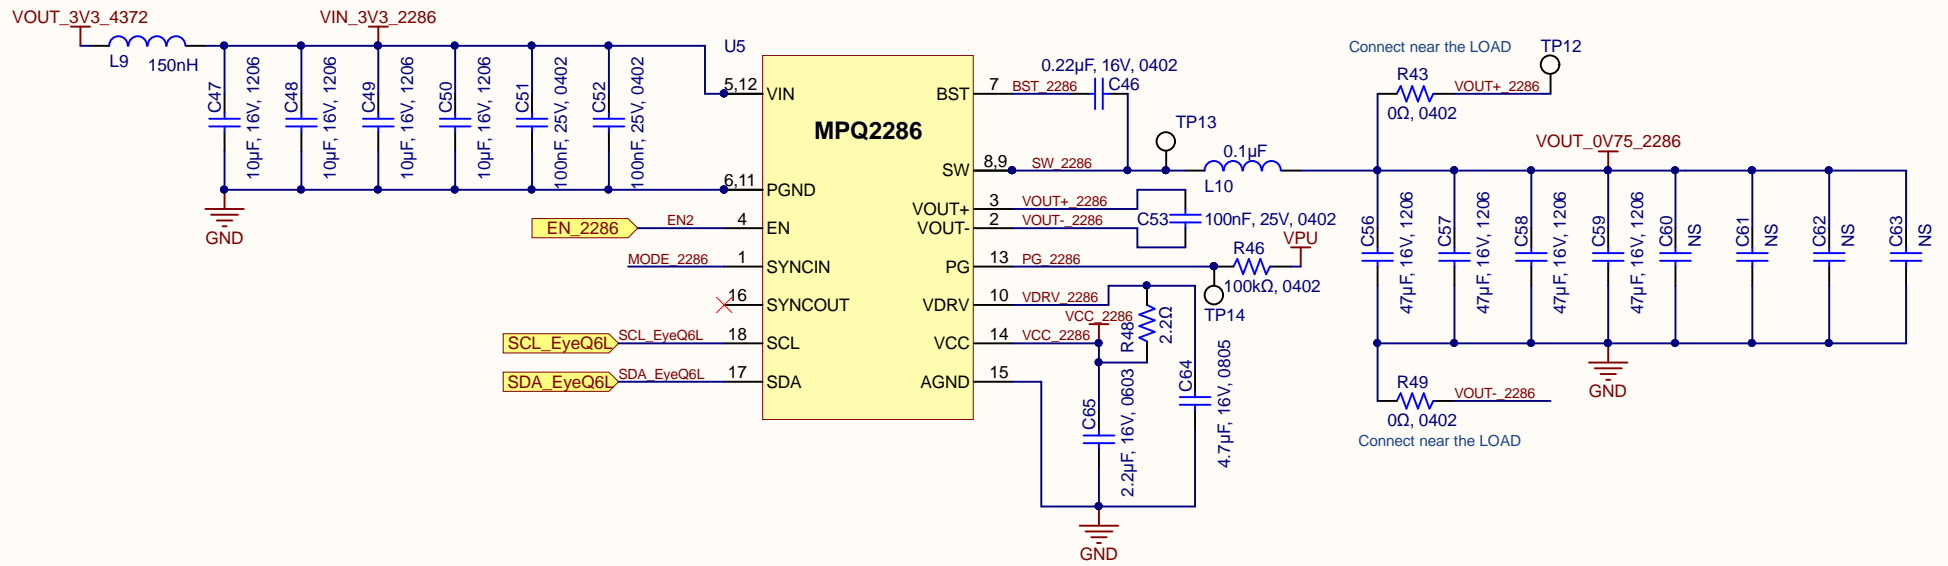 VOUT_3V3_4372
L9
150nH
VIN_3V3_2286
C47
10µF, 16V, 1206
C48
10µF, 16V, 1206
C49
10µF, 16V, 1206
C50
10µF, 16V, 1206
C51
100nF, 25V, 0402
C52
100nF, 25V, 0402
GND
U5
MPQ2286
5,12
VIN
6,11
PGND
EN_2286
EN2
4
EN
MODE_2286
1
SYNCIN
16
SYNCOUT
SCL_EyeQ6L
SCL_EyeQ6L
18
SCL
SDA_EyeQ6L
SDA_EyeQ6L
17
SDA
BST
7
BST_2286
0.22µF, 16V, 0402
C46
SW
8,9
SW_2286
TP13
0.1µF
L10
VOUT+
3
VOUT+_2286
VOUT-
2
VOUT-_2286
C53
100nF, 25V, 0402
PG
13
PG_2286
R46
VPU
100kΩ, 0402
TP14
VDRV
10
VDRV_2286
VCC_2286
VCC
14
VCC_2286
R48
2.2Ω
AGND
15
C65
2.2µF, 16V, 0603
C64
4.7µF, 16V, 0805
GND
Connect near the LOAD
TP12
R43
VOUT+_2286
0Ω, 0402
VOUT_0V75_2286
C56
47µF, 16V, 1206
C57
47µF, 16V, 1206
C58
47µF, 16V, 1206
C59
47µF, 16V, 1206
C60
NS
C61
NS
C62
NS
C63
NS
GND
R49
VOUT-_2286
0Ω, 0402
Connect near the LOAD